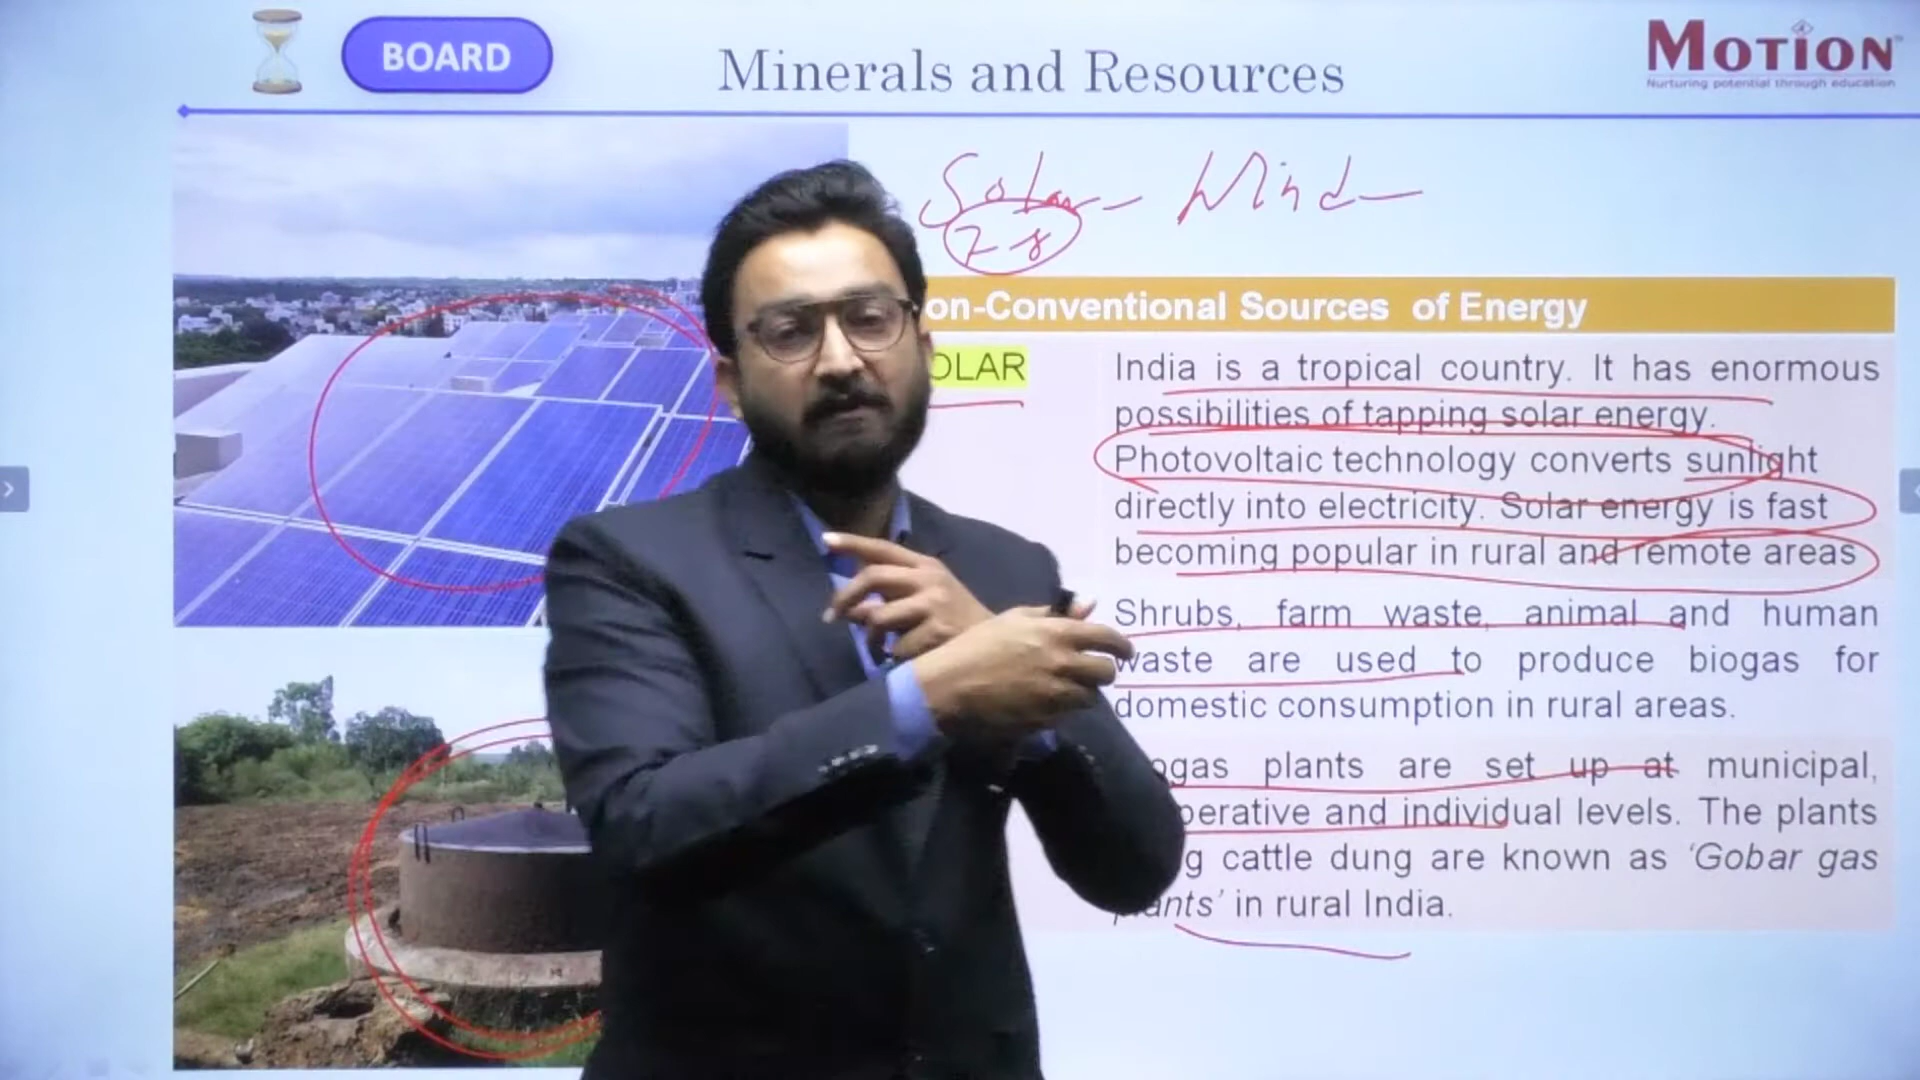 BOARD
Minerals and Resources
MOTION
Nurturing potential through education
Solar - Wind
7-8
on-Conventional Sources of Energy
OLAR
India is a tropical country. It has enormous
possibilities of tapping solar energy.
Photovoltaic technology converts sunlight
directly into electricity. Solar energy is fast
becoming popular in rural and remote areas
Shrubs, farm waste, animal and human
waste are used to produce biogas for
domestic consumption in rural areas.
ogas plants are set up at municipal,
perative and individual levels. The plants
g cattle dung are known as ‘Gobar gas
ants’ in rural India.